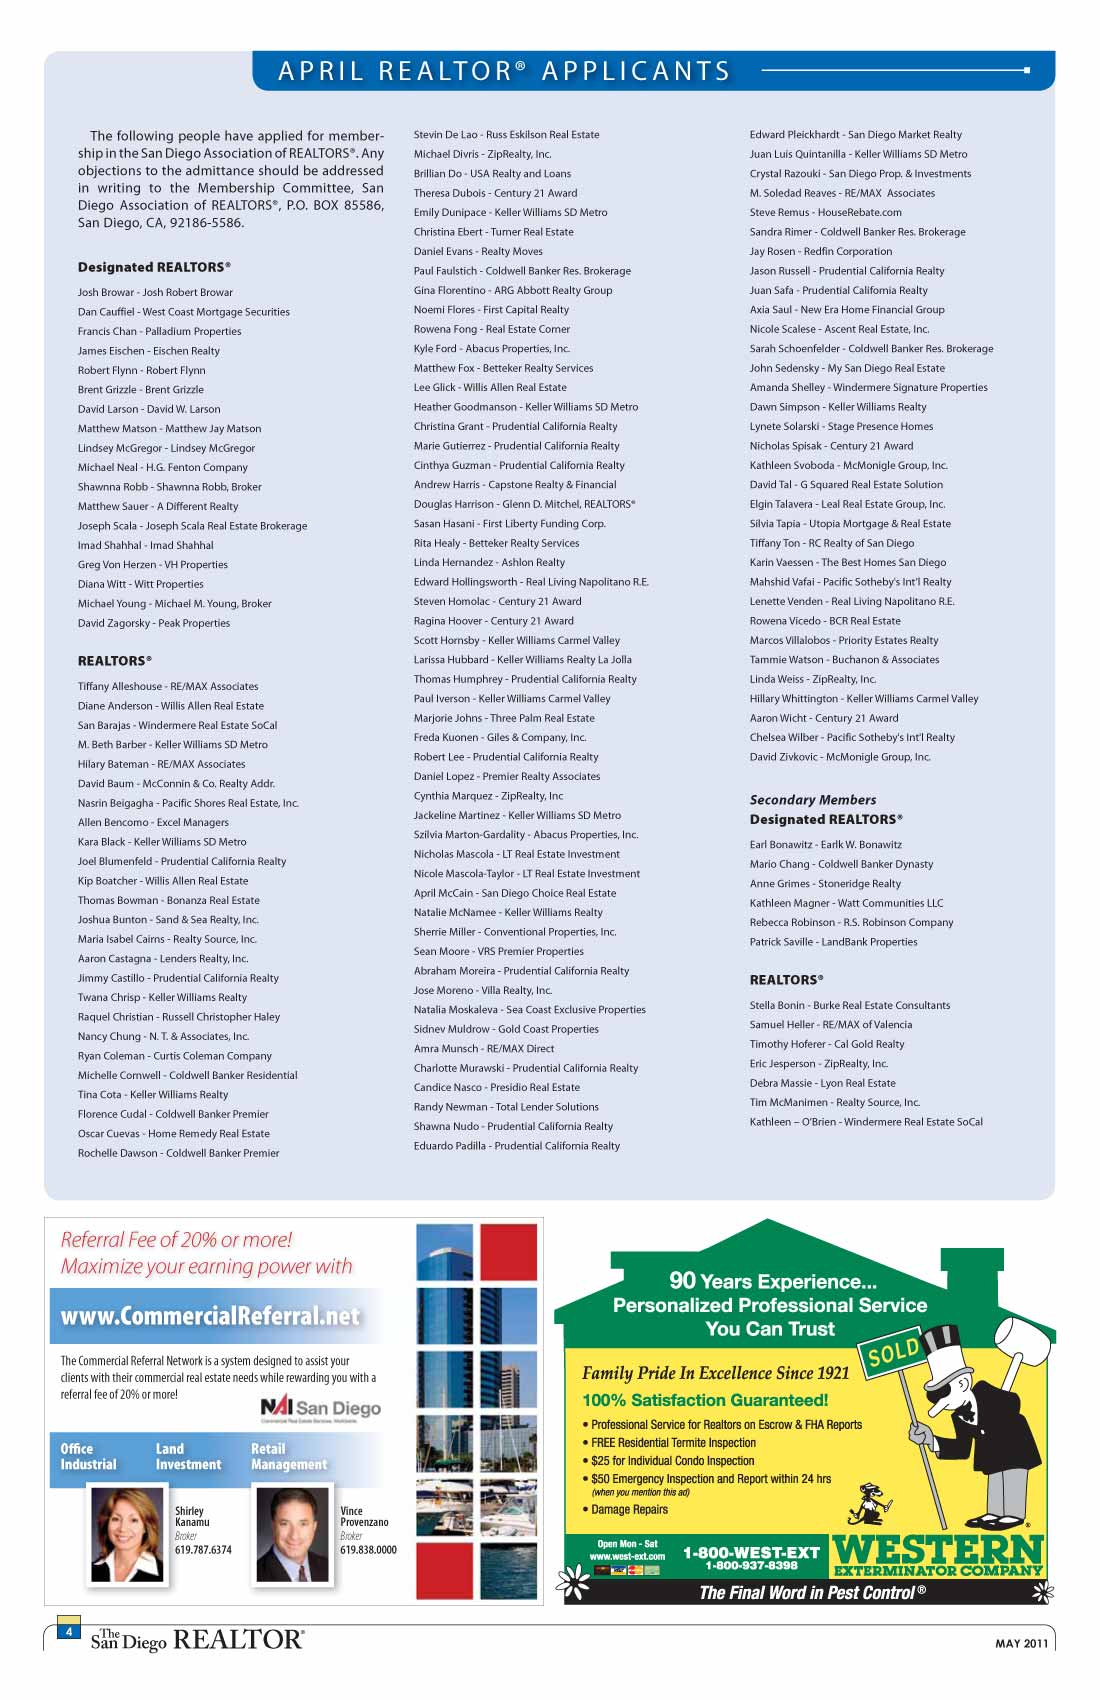 APRIL REALTOR® APPLICANTS
The following people have applied for member-
ship in the San Diego Association of REALTORS®. Any
objections to the admittance should be addressed
in writing to the Membership Committee, San
Diego Association of REALTORS®, P.O. BOX 85586,
San Diego, CA, 92186-5586.
Designated REALTORS®
Josh Browar - Josh Robert Browar
Dan Cauffiel - West Coast Mortgage Securities
Francis Chan - Palladium Properties
James Eischen - Eischen Realty
Robert Flynn - Robert Flynn
Brent Grizzle - Brent Grizzle
David Larson - David W. Larson
Matthew Matson - Matthew Jay Matson
Lindsey McGregor - Lindsey McGregor
Michael Neal - H.G. Fenton Company
Shawnna Robb - Shawnna Robb, Broker
Matthew Sauer - A Different Realty
Joseph Scala - Joseph Scala Real Estate Brokerage
Imad Shahhal - Imad Shahhal
Greg Von Herzen - VH Properties
Diana Witt - Witt Properties
Michael Young - Michael M. Young, Broker
David Zagorsky - Peak Properties
REALTORS®
Tiffany Alleshouse - RE/MAX Associates
Diane Anderson - Willis Allen Real Estate
San Barajas - Windermere Real Estate SoCal
M. Beth Barber - Keller Williams SD Metro
Hilary Bateman - RE/MAX Associates
David Baum - McConnin & Co. Realty Addr.
Nasrin Beigagha - Pacific Shores Real Estate, Inc.
Allen Bencomo - Excel Managers
Kara Black - Keller Williams SD Metro
Joel Blumenfeld - Prudential California Realty
Kip Boatcher - Willis Allen Real Estate
Thomas Bowman - Bonanza Real Estate
Joshua Bunton - Sand & Sea Realty, Inc.
Maria Isabel Cairns - Realty Source, Inc.
Aaron Castagna - Lenders Realty, Inc.
Jimmy Castillo - Prudential California Realty
Twana Chrisp - Keller Williams Realty
Raquel Christian - Russell Christopher Haley
Nancy Chung - N. T. & Associates, Inc.
Ryan Coleman - Curtis Coleman Company
Michelle Cornwell - Coldwell Banker Residential
Tina Cota - Keller Williams Realty
Florence Cudal - Coldwell Banker Premier
Oscar Cuevas - Home Remedy Real Estate
Rochelle Dawson - Coldwell Banker Premier
Stevin De Lao - Russ Eskilson Real Estate
Michael Divris - ZipRealty, Inc.
Brillian Do - USA Realty and Loans
Theresa Dubois - Century 21 Award
Emily Dunipace - Keller Williams SD Metro
Christina Ebert - Turner Real Estate
Daniel Evans - Realty Moves
Paul Faulstich - Coldwell Banker Res. Brokerage
Gina Florentino - ARG Abbott Realty Group
Noemi Flores - First Capital Realty
Rowena Fong - Real Estate Corner
Kyle Ford - Abacus Properties, Inc.
Matthew Fox - Betteker Realty Services
Lee Glick - Willis Allen Real Estate
Heather Goodmanson - Keller Williams SD Metro
Christina Grant - Prudential California Realty
Marie Gutierrez - Prudential California Realty
Cinthya Guzman - Prudential California Realty
Andrew Harris - Capstone Realty & Financial
Douglas Harrison - Glenn D. Mitchel, REALTORS®
Sasan Hasani - First Liberty Funding Corp.
Rita Healy - Betteker Realty Services
Linda Hernandez - Ashlon Realty
Edward Hollingsworth - Real Living Napolitano R.E.
Steven Homolac - Century 21 Award
Ragina Hoover - Century 21 Award
Scott Hornsby - Keller Williams Carmel Valley
Larissa Hubbard - Keller Williams Realty La Jolla
Thomas Humphrey - Prudential California Realty
Paul Iverson - Keller Williams Carmel Valley
Marjorie Johns - Three Palm Real Estate
Freda Kuonen - Giles & Company, Inc.
Robert Lee - Prudential California Realty
Daniel Lopez - Premier Realty Associates
Cynthia Marquez - ZipRealty, Inc
Jackeline Martinez - Keller Williams SD Metro
Szilvia Marton-Gardality - Abacus Properties, Inc.
Nicholas Mascola - LT Real Estate Investment
Nicole Mascola-Taylor - LT Real Estate Investment
April McCain - San Diego Choice Real Estate
Natalie McNamee - Keller Williams Realty
Sherrie Miller - Conventional Properties, Inc.
Sean Moore - VRS Premier Properties
Abraham Moreira - Prudential California Realty
Jose Moreno - Villa Realty, Inc.
Natalia Moskaleva - Sea Coast Exclusive Properties
Sidnev Muldrow - Gold Coast Properties
Amra Munsch - RE/MAX Direct
Charlotte Murawski - Prudential California Realty
Candice Nasco - Presidio Real Estate
Randy Newman - Total Lender Solutions
Shawna Nudo - Prudential California Realty
Eduardo Padilla - Prudential California Realty
Edward Pleickhardt - San Diego Market Realty
Juan Luis Quintanilla - Keller Williams SD Metro
Crystal Razouki - San Diego Prop. & Investments
M. Soledad Reaves - RE/MAX Associates
Steve Remus - HouseRebate.com
Sandra Rimer - Coldwell Banker Res. Brokerage
Jay Rosen - Redfin Corporation
Jason Russell - Prudential California Realty
Juan Safa - Prudential California Realty
Axia Saul - New Era Home Financial Group
Nicole Scalese - Ascent Real Estate, Inc.
Sarah Schoenfelder - Coldwell Banker Res. Brokerage
John Sedensky - My San Diego Real Estate
Amanda Shelley - Windermere Signature Properties
Dawn Simpson - Keller Williams Realty
Lynete Solarski - Stage Presence Homes
Nicholas Spisak - Century 21 Award
Kathleen Svoboda - McMonigle Group, Inc.
David Tal - G Squared Real Estate Solution
Elgin Talavera - Leal Real Estate Group, Inc.
Silvia Tapia - Utopia Mortgage & Real Estate
Tiffany Ton - RC Realty of San Diego
Karin Vaessen - The Best Homes San Diego
Mahshid Vafai - Pacific Sotheby's Int'l Realty
Lenette Venden - Real Living Napolitano R.E.
Rowena Vicedo - BCR Real Estate
Marcos Villalobos - Priority Estates Realty
Tammie Watson - Buchanon & Associates
Linda Weiss - ZipRealty, Inc.
Hillary Whittington - Keller Williams Carmel Valley
Aaron Wicht - Century 21 Award
Chelsea Wilber - Pacific Sotheby's Int'l Realty
David Zivkovic - McMonigle Group, Inc.
Secondary Members
Designated REALTORS®
Earl Bonawitz - Earlk W. Bonawitz
Mario Chang - Coldwell Banker Dynasty
Anne Grimes - Stoneridge Realty
Kathleen Magner - Watt Communities LLC
Rebecca Robinson - R.S. Robinson Company
Patrick Saville - LandBank Properties
REALTORS®
Stella Bonin - Burke Real Estate Consultants
Samuel Heller - RE/MAX of Valencia
Timothy Hoferer - Cal Gold Realty
Eric Jesperson - ZipRealty, Inc.
Debra Massie - Lyon Real Estate
Tim McManimen - Realty Source, Inc.
Kathleen – O'Brien - Windermere Real Estate SoCal
Referral Fee of 20% or more!
Maximize your earning power with
www.CommercialReferral.net
The Commercial Referral Network is a system designed to assist your
clients with their commercial real estate needs while rewarding you with a
referral fee of 20% or more!
NAI San Diego
Commercial Real Estate Services, Worldwide.
Office Land Retail
Industrial Investment Management
Shirley
Kanamu
Broker
619.787.6374
Vince
Provenzano
Broker
619.838.0000
90 Years Experience...
Personalized Professional Service
You Can Trust
SOLD
Family Pride In Excellence Since 1921
100% Satisfaction Guaranteed!
• Professional Service for Realtors on Escrow & FHA Reports
• FREE Residential Termite Inspection
• $25 for Individual Condo Inspection
• $50 Emergency Inspection and Report within 24 hrs
(when you mention this ad)
• Damage Repairs
Open Mon - Sat
www.west-ext.com
1-800-WEST-EXT
1-800-937-8398
WESTERN®
EXTERMINATOR COMPANY
The Final Word in Pest Control®
4
The San Diego REALTOR®
MAY 2011